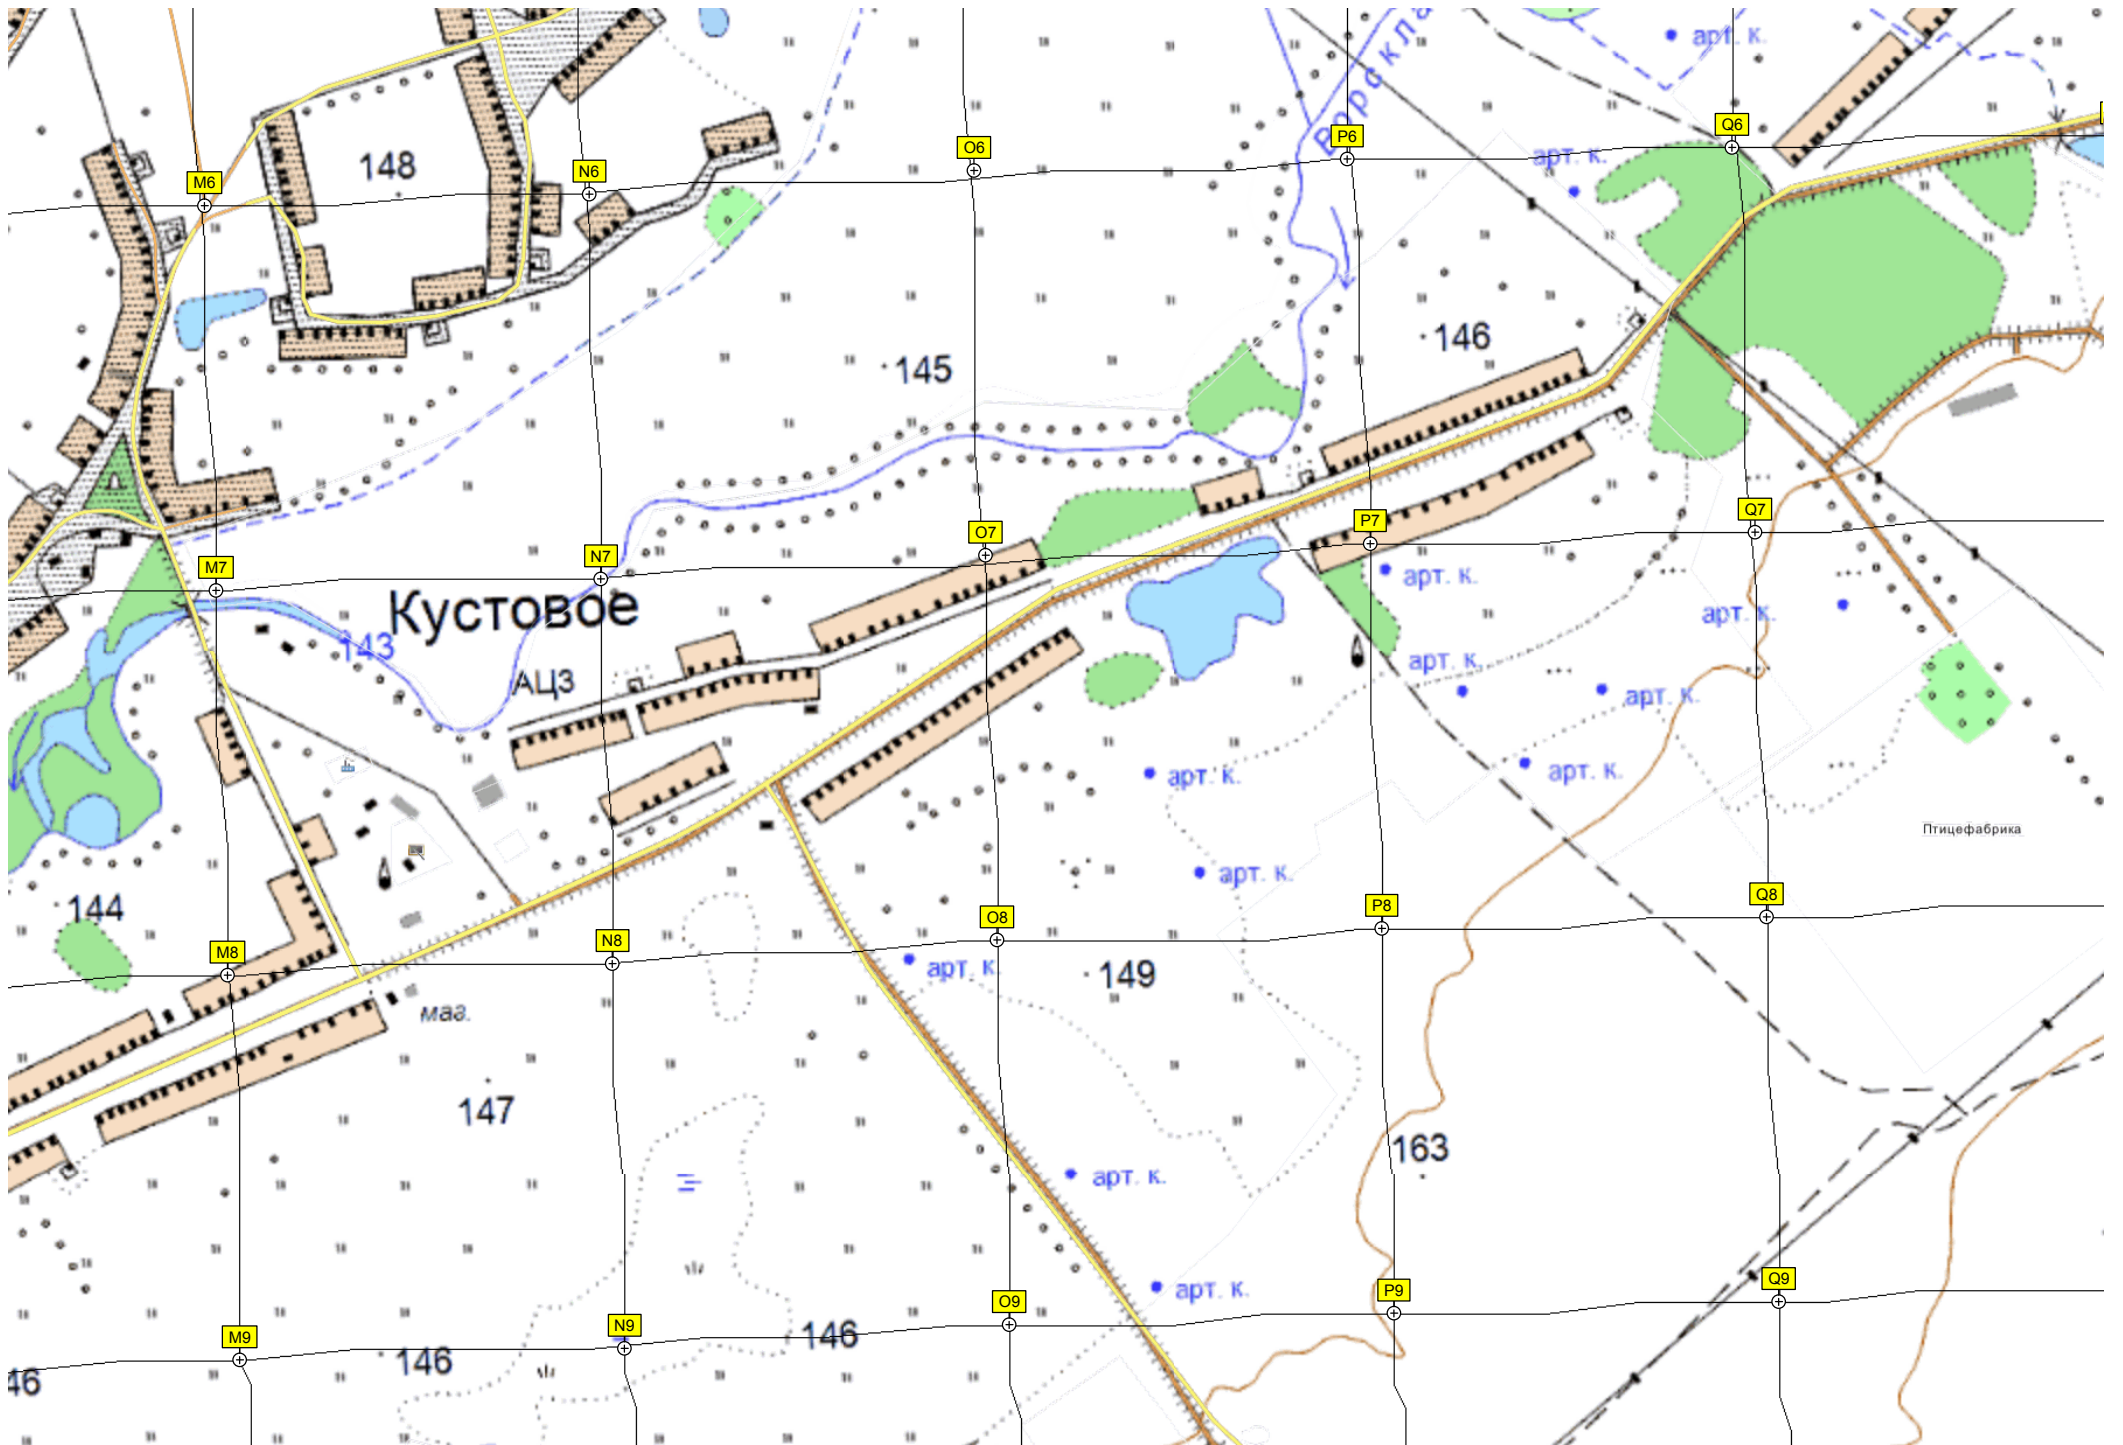 Ворскла
арт. к.
Q6
P6
O6
арт. к.
148
N6
M6
146
145
Q7
P7
O7
N7
M7
арт. к.
Кустовое
арт. к.
143
арт. к.
АЦЗ
арт. к.
арт. к.
арт. к.
Птицефабрика
арт. к.
Q8
P8
144
O8
N8
M8
арт. к.
149
маг.
147
163
арт. к.
Q9
арт. к.
P9
O9
N9
M9
146
146
46